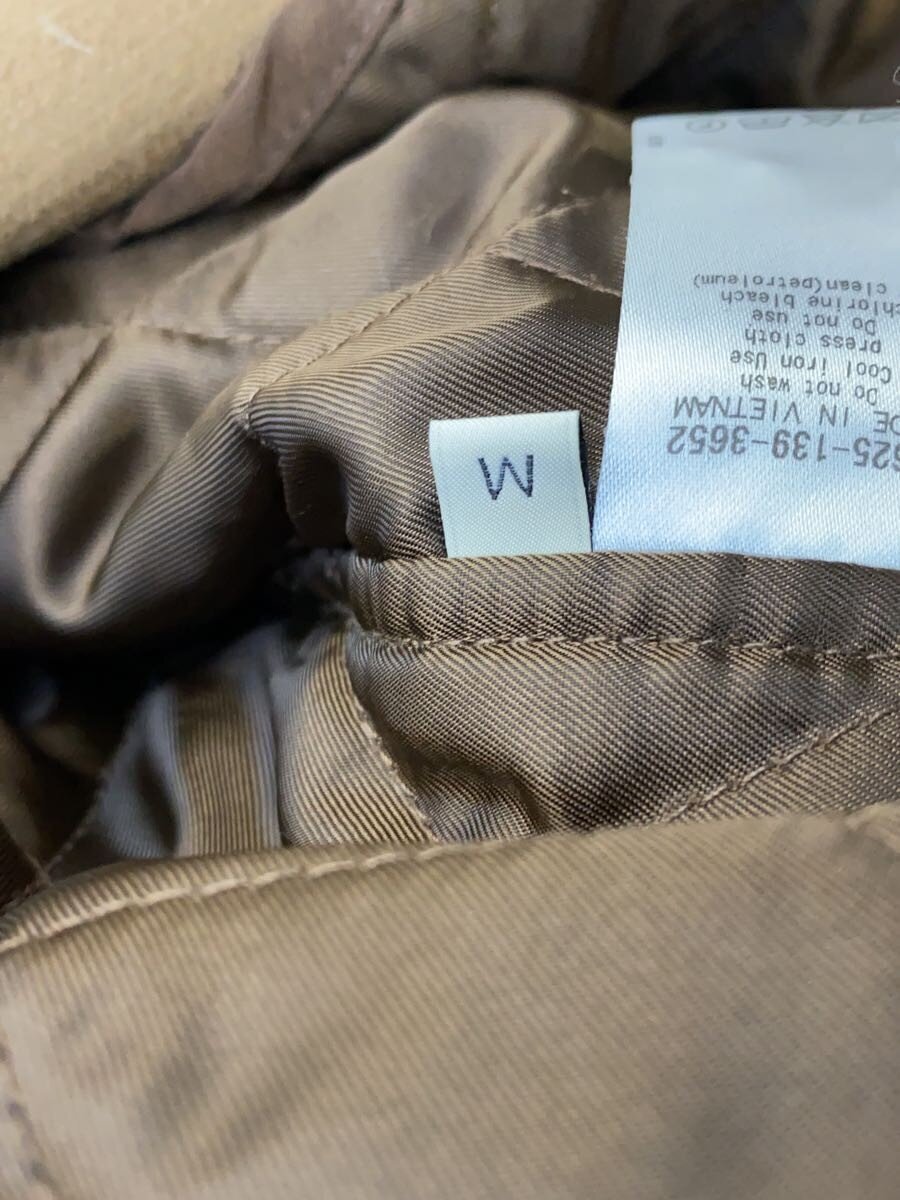 M
625-139-3652
DE IN VIETNAM
Do not wash
Cool iron Use
press cloth
Do not use
chlorine bleach
clean(petroleum)